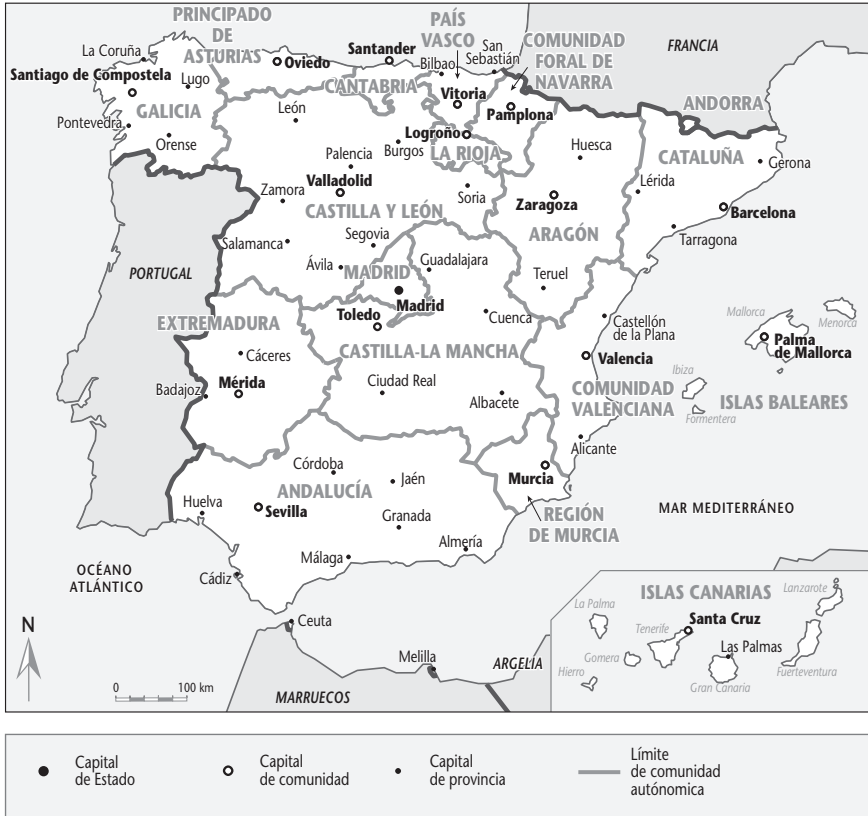 PRINCIPADO
DE
ASTURIAS
PAÍS
VASCO
COMUNIDAD
FORAL DE
NAVARRA
FRANCIA
La Coruña
Santiago de Compostela
Lugo
Oviedo
Santander
Bilbao
San
Sebastián
CANTABRIA
Vitoria
Pamplona
ANDORRA
GALICIA
Pontevedra
Orense
León
Logroño
LA RIOJA
Burgos
Palencia
Huesca
CATALUÑA
Gerona
Lérida
Zamora
Valladolid
Soria
Zaragoza
Barcelona
CASTILLA Y LEÓN
ARAGÓN
Tarragona
Salamanca
Segovia
Ávila
MADRID
Guadalajara
Teruel
PORTUGAL
Madrid
Toledo
Cuenca
Castellón
de la Plana
Mallorca
Menorca
Palma
de Mallorca
EXTREMADURA
Cáceres
CASTILLA-LA MANCHA
Valencia
Badajoz
Mérida
Ciudad Real
Albacete
COMUNIDAD
VALENCIANA
Ibiza
Formentera
ISLAS BALEARES
Alicante
Córdoba
Jaén
Murcia
ANDALUCÍA
Huelva
Sevilla
Granada
REGIÓN
DE MURCIA
MAR MEDITERRÁNEO
Almería
Málaga
OCÉANO
ATLÁNTICO
Cádiz
Ceuta
Melilla
MARRUECOS
ARGELIA
N
0 100 km
ISLAS CANARIAS
Lanzarote
La Palma
Santa Cruz
Tenerife
Las Palmas
Gomera
Hierro
Gran Canaria
Fuerteventura
Capital
de Estado
Capital
de comunidad
Capital
de provincia
Límite
de comunidad
autónomica